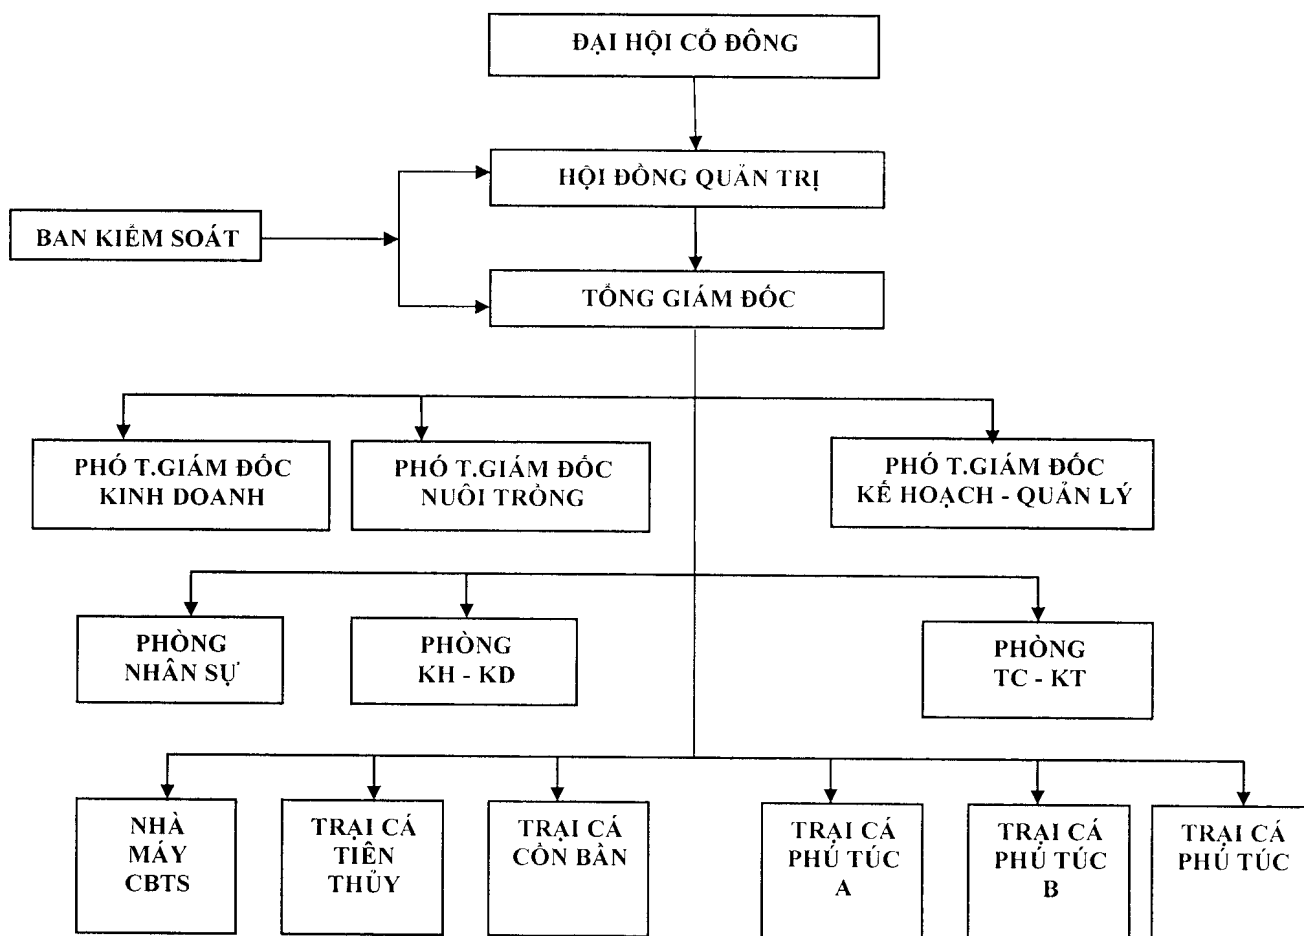 ĐẠI HỘI CỔ ĐÔNG
HỘI ĐỒNG QUẢN TRỊ
BAN KIỂM SOÁT
TỔNG GIÁM ĐỐC
PHÓ T.GIÁM ĐỐC
KINH DOANH
PHÓ T.GIÁM ĐỐC
NUÔI TRỒNG
PHÓ T.GIÁM ĐỐC
KẾ HOẠCH - QUẢN LÝ
PHÒNG
NHÂN SỰ
PHÒNG
KH - KD
PHÒNG
TC - KT
NHÀ
MÁY
CBTS
TRẠI CÁ
TIÊN
THỦY
TRẠI CÁ
CỒN BẦN
TRẠI CÁ
PHÚ TÚC
A
TRẠI CÁ
PHÚ TÚC
B
TRẠI CÁ
PHÚ TÚC